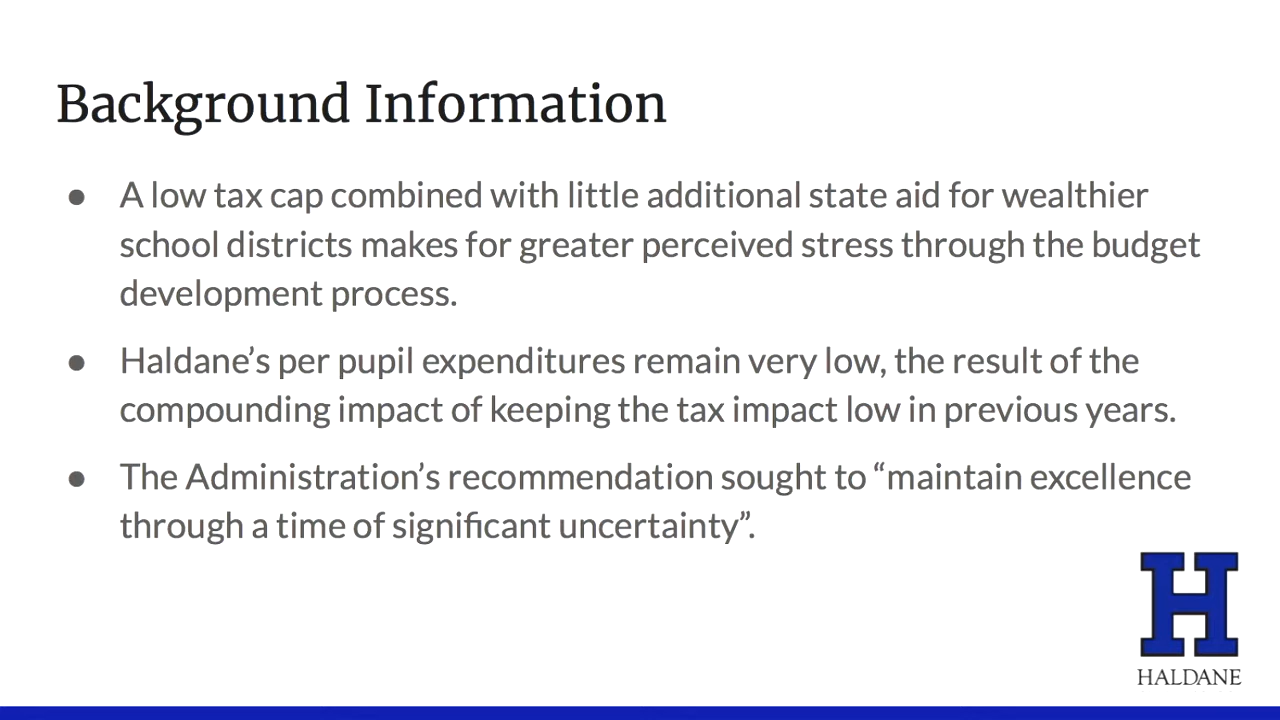 Background Information
● A low tax cap combined with little additional state aid for wealthier
school districts makes for greater perceived stress through the budget
development process.
● Haldane’s per pupil expenditures remain very low, the result of the
compounding impact of keeping the tax impact low in previous years.
● The Administration’s recommendation sought to “maintain excellence
through a time of significant uncertainty”.
H
HALDANE